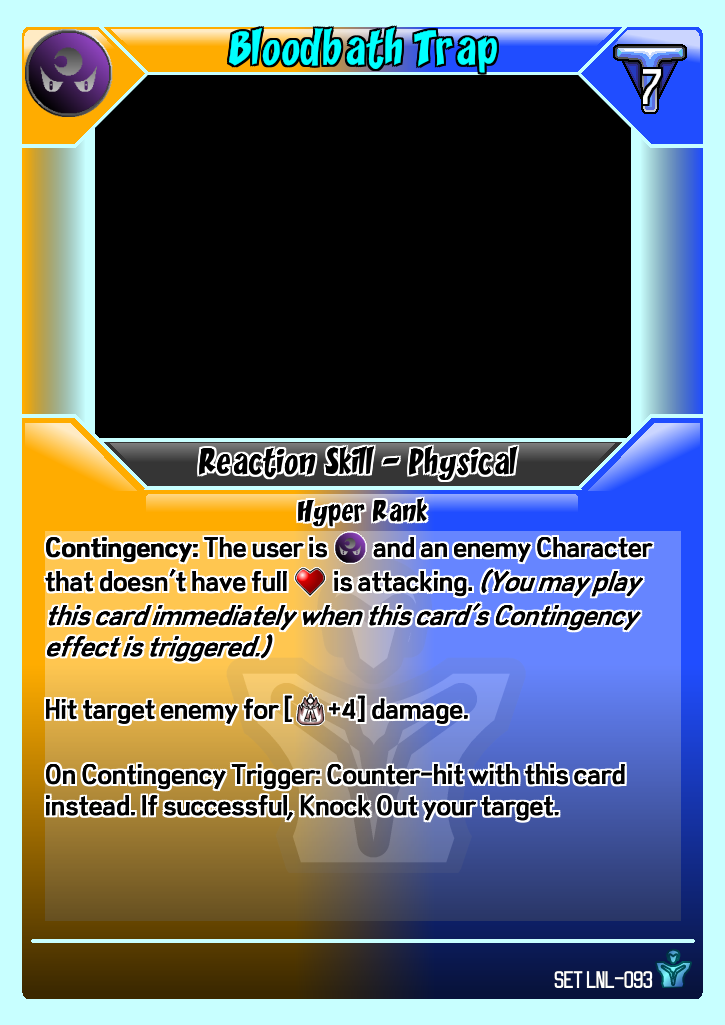 Bloodbath Trap
7
Reaction Skill - Physical
Hyper Rank
Contingency: The user is and an enemy Character
that doesn't have full is attacking. (You may play
this card immediately when this card's Contingency
effect is triggered.)
Hit target enemy for [ +4] damage.
On Contingency Trigger: Counter-hit with this card
instead. If successful, Knock Out your target.
SET LNL-093